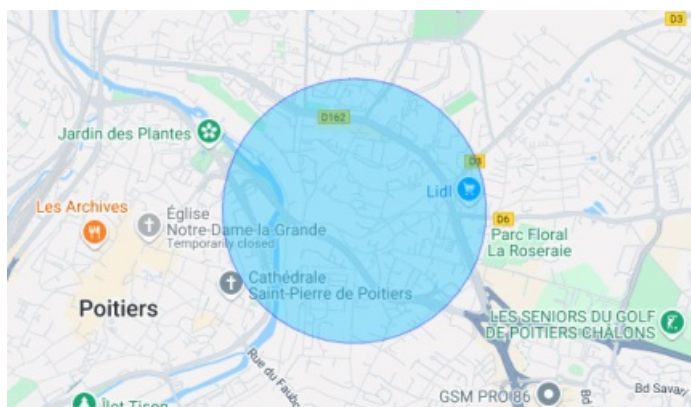 D3
D162
Jardin des Plantes
D3
Lidl
Les Archives
Église
Notre-Dame-la Grande
Temporarily closed
D6
Parc Floral
La Roseraie
Cathédrale
Saint-Pierre de Poitiers
Poitiers
LES SENIORS DU GOLF
DE POITIERS CHÂLONS
Rue du Faubo
Îlot Tison
GSM PRO 86
Bd
Bd Savari